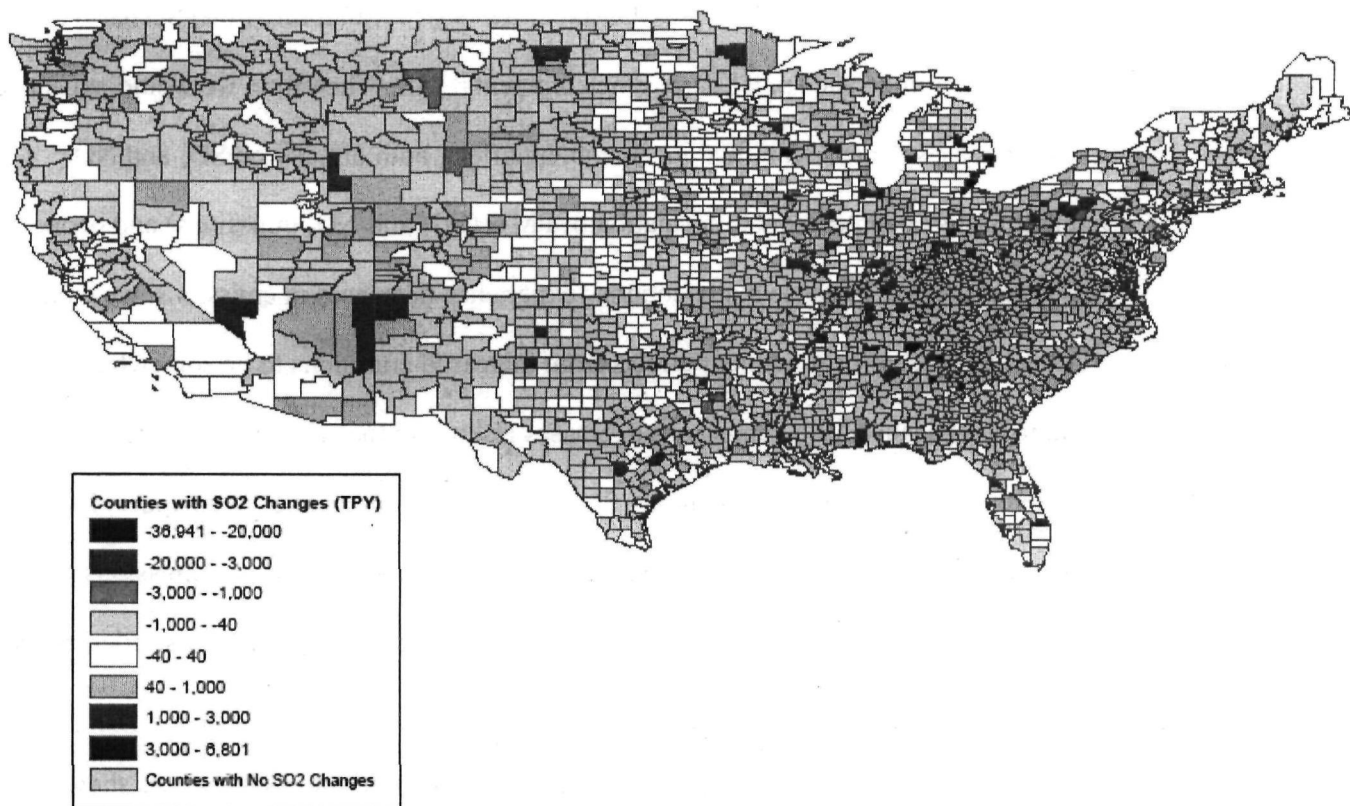 Counties with SO2 Changes (TPY)
-36,941 - -20,000
-20,000 - -3,000
-3,000 - -1,000
-1,000 - -40
-40 - 40
40 - 1,000
1,000 - 3,000
3,000 - 6,801
Counties with No SO2 Changes